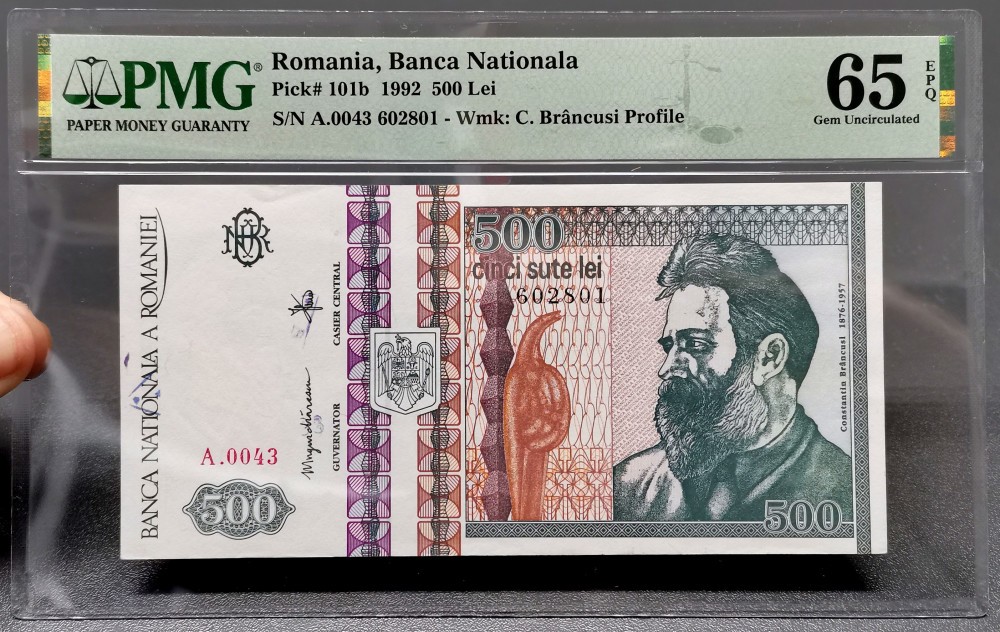 PMG®
PAPER MONEY GUARANTY
Romania, Banca Nationala
Pick# 101b 1992 500 Lei
S/N A.0043 602801 - Wmk: C. Brâncusi Profile
65
EPQ
Gem Uncirculated
BANCA NAȚIONALA A ROMANIEI
A.0043
500
GUVERNATOR
CASIER CENTRAL
500
cinci sute lei
602801
Constantin Brâncusi 1876-1957
500